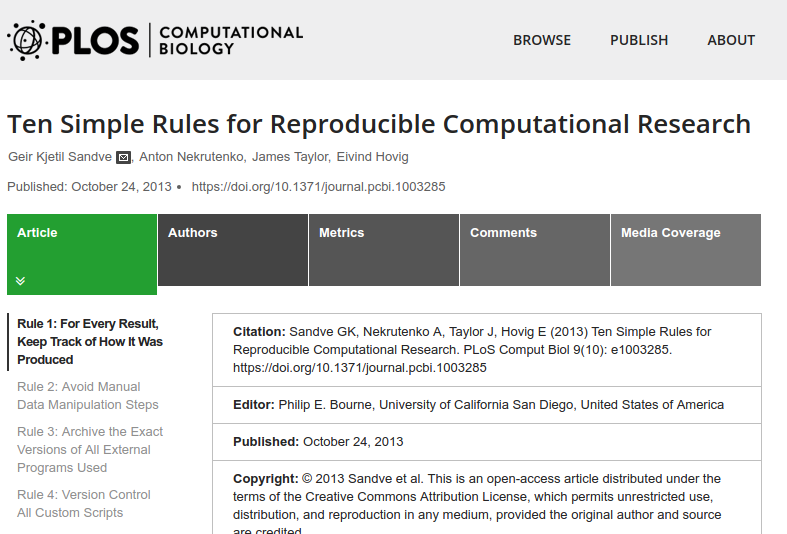 PLOS COMPUTATIONAL
BIOLOGY
BROWSE PUBLISH ABOUT
Ten Simple Rules for Reproducible Computational Research
Geir Kjetil Sandve , Anton Nekrutenko, James Taylor, Eivind Hovig
Published: October 24, 2013 • https://doi.org/10.1371/journal.pcbi.1003285
Article Authors Metrics Comments Media Coverage
Rule 1: For Every Result,
Keep Track of How It Was
Produced
Rule 2: Avoid Manual
Data Manipulation Steps
Rule 3: Archive the Exact
Versions of All External
Programs Used
Rule 4: Version Control
All Custom Scripts
Citation: Sandve GK, Nekrutenko A, Taylor J, Hovig E (2013) Ten Simple Rules for
Reproducible Computational Research. PLoS Comput Biol 9(10): e1003285.
https://doi.org/10.1371/journal.pcbi.1003285
Editor: Philip E. Bourne, University of California San Diego, United States of America
Published: October 24, 2013
Copyright: © 2013 Sandve et al. This is an open-access article distributed under the
terms of the Creative Commons Attribution License, which permits unrestricted use,
distribution, and reproduction in any medium, provided the original author and source
are credited